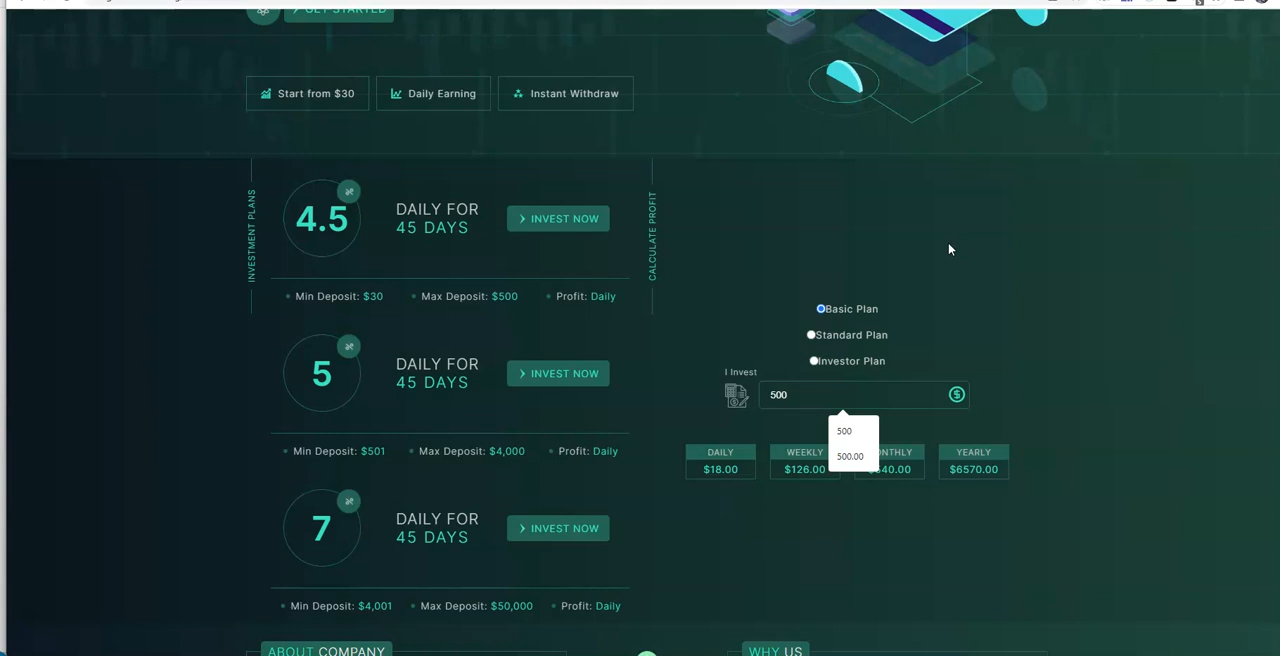 GET STARTED
Start from $30
Daily Earning
Instant Withdraw
INVESTMENT PLANS
4.5
DAILY FOR
45 DAYS
INVEST NOW
Min Deposit: $30
Max Deposit: $500
Profit: Daily
5
DAILY FOR
45 DAYS
INVEST NOW
Min Deposit: $501
Max Deposit: $4,000
Profit: Daily
7
DAILY FOR
45 DAYS
INVEST NOW
Min Deposit: $4,001
Max Deposit: $50,000
Profit: Daily
CALCULATE PROFIT
Basic Plan
Standard Plan
Investor Plan
I Invest
500
500
500.00
DAILY
$18.00
WEEKLY
$126.00
NTHLY
40.00
YEARLY
$6570.00
ABOUT COMPANY
WHY US